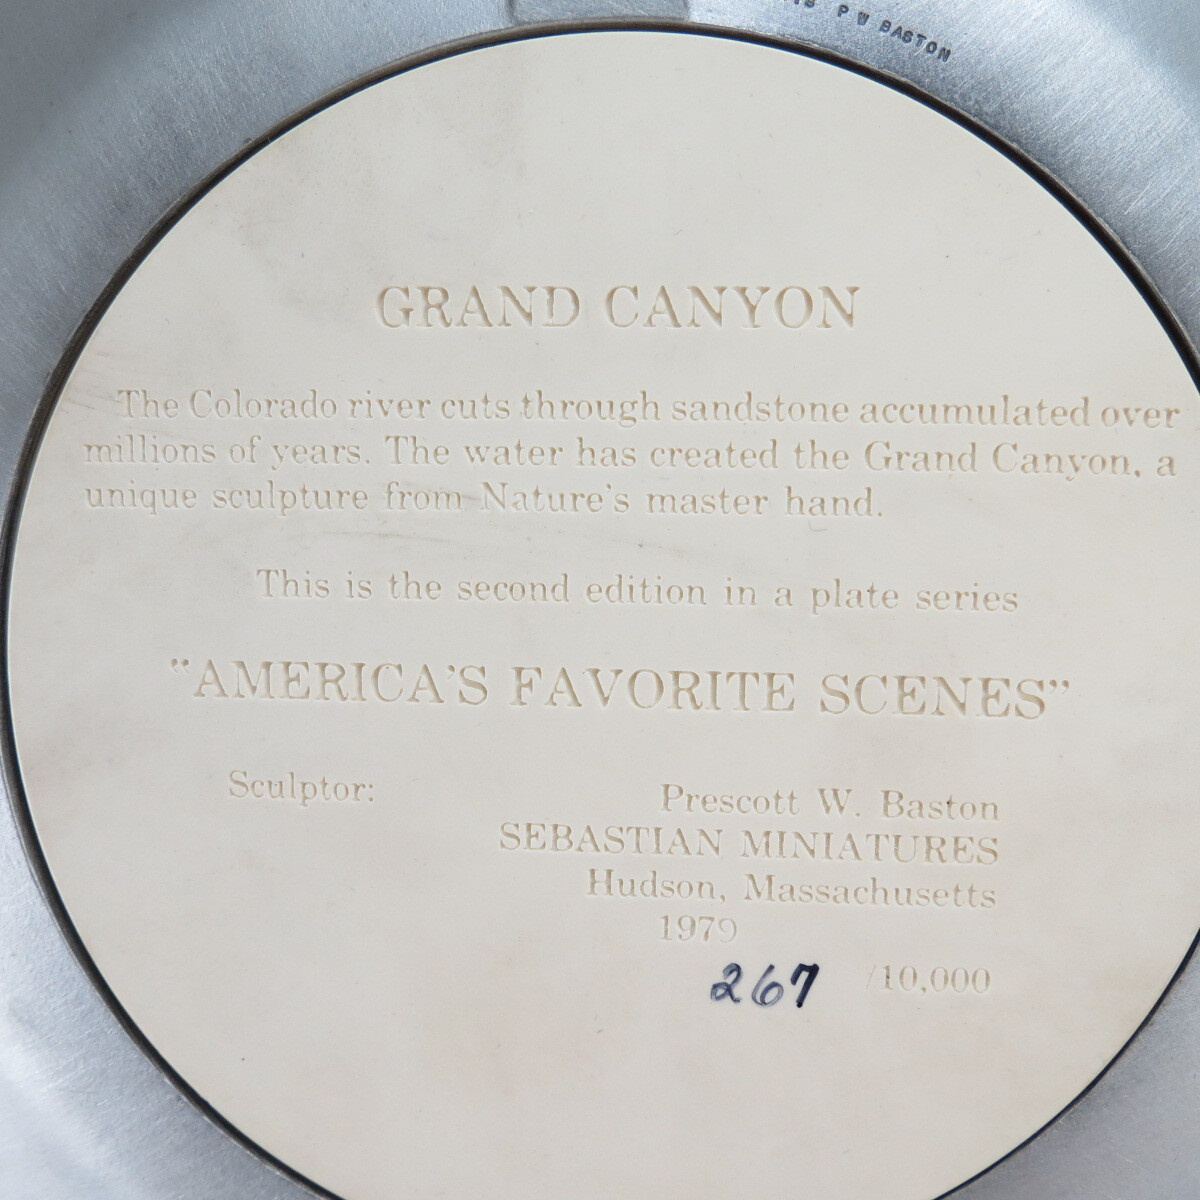 P W BASTON
GRAND CANYON
The Colorado river cuts through sandstone accumulated over
millions of years. The water has created the Grand Canyon, a
unique sculpture from Nature's master hand.
This is the second edition in a plate series
"AMERICA'S FAVORITE SCENES"
Sculptor: Prescott W. Baston
SEBASTIAN MINIATURES
Hudson, Massachusetts
1979
267 /10,000